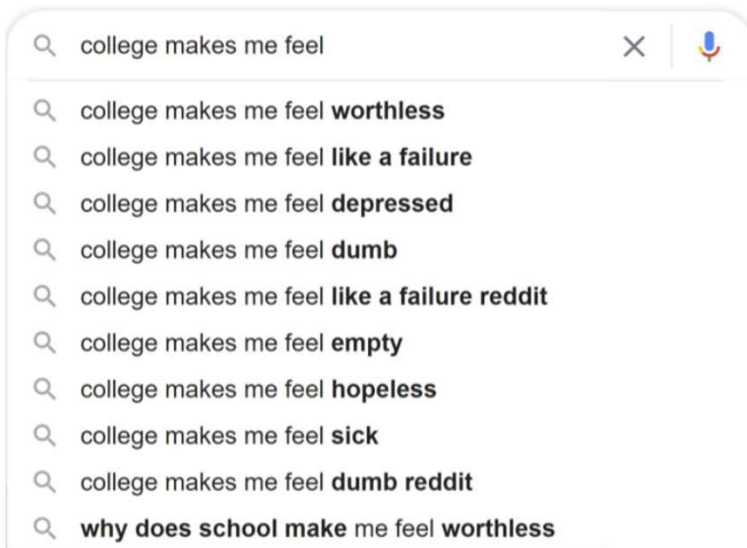 college makes me feel
college makes me feel worthless
college makes me feel like a failure
college makes me feel depressed
college makes me feel dumb
college makes me feel like a failure reddit
college makes me feel empty
college makes me feel hopeless
college makes me feel sick
college makes me feel dumb reddit
why does school make me feel worthless